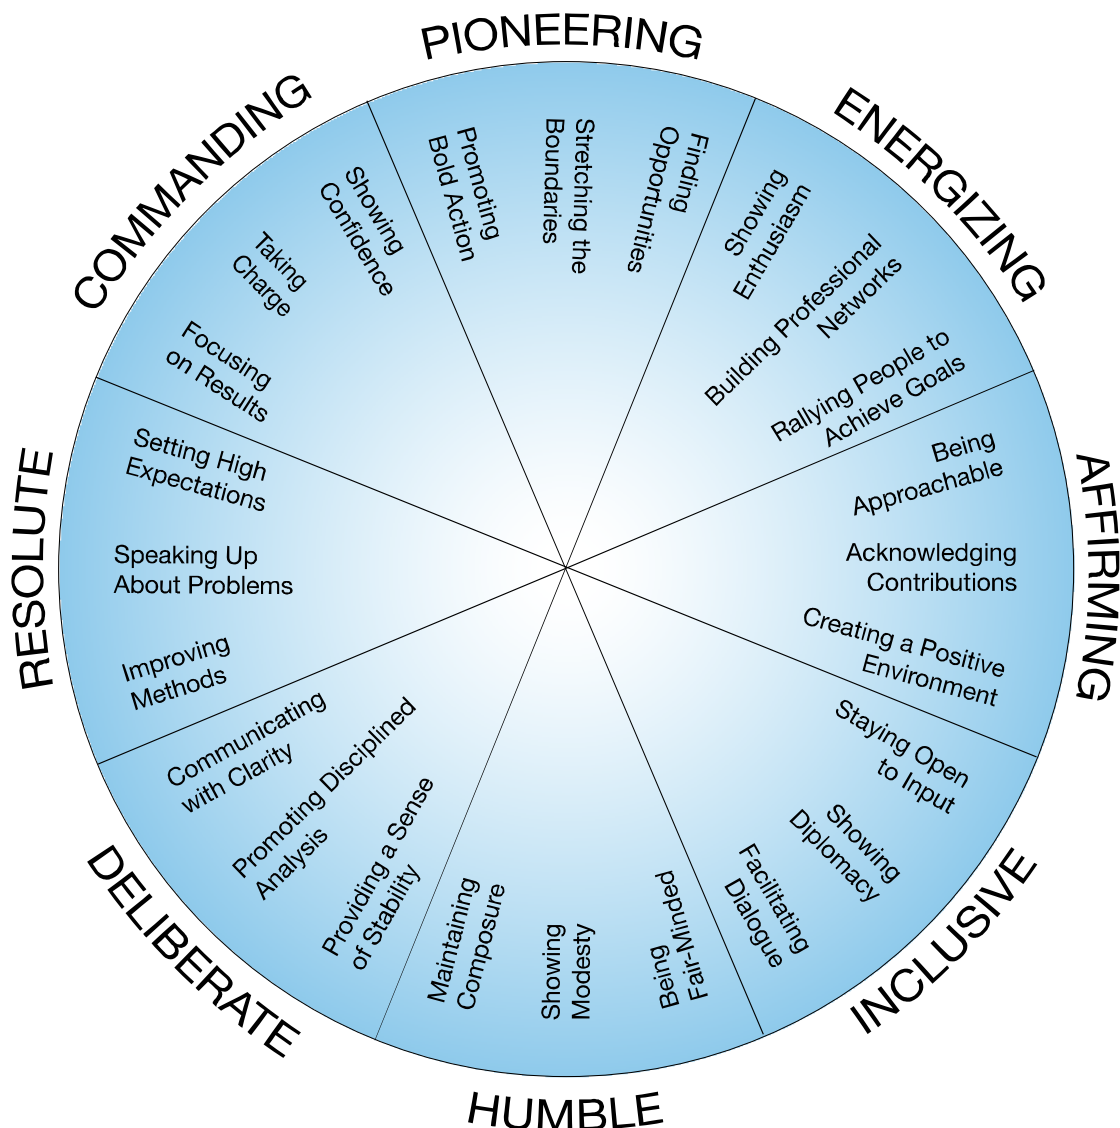 PIONEERING
Promoting
Bold Action
Stretching the
Boundaries
Finding
Opportunities
ENERGIZING
Showing
Enthusiasm
Building Professional
Networks
Rallying People to
Achieve Goals
AFFIRMING
Being
Approachable
Acknowledging
Contributions
Creating a Positive
Environment
INCLUSIVE
Staying Open
to Input
Showing
Diplomacy
Facilitating
Dialogue
HUMBLE
Being
Fair-Minded
Showing
Modesty
Maintaining
Composure
DELIBERATE
Providing a Sense
of Stability
Promoting Disciplined
Analysis
Communicating
with Clarity
RESOLUTE
Improving
Methods
Speaking Up
About Problems
Setting High
Expectations
COMMANDING
Focusing
on Results
Taking
Charge
Showing
Confidence